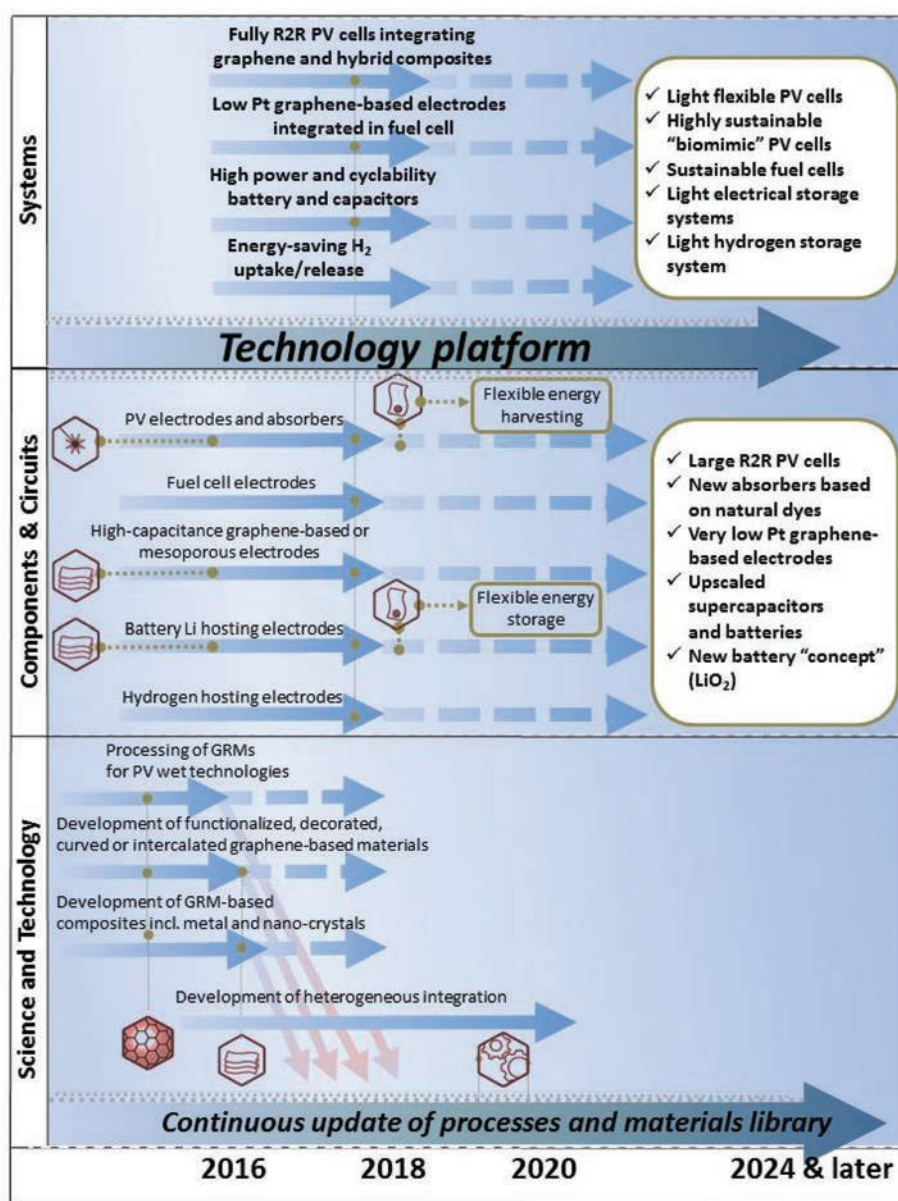 Systems
Fully R2R PV cells integrating
graphene and hybrid composites
Low Pt graphene-based electrodes
integrated in fuel cell
High power and cyclability
battery and capacitors
Energy-saving H₂
uptake/release
✓ Light flexible PV cells
✓ Highly sustainable
"biomimic" PV cells
✓ Sustainable fuel cells
✓ Light electrical storage
systems
✓ Light hydrogen storage
system
Technology platform
Components & Circuits
PV electrodes and absorbers
Flexible energy
harvesting
Fuel cell electrodes
High-capacitance graphene-based or
mesoporous electrodes
Battery Li hosting electrodes
Flexible energy
storage
Hydrogen hosting electrodes
✓ Large R2R PV cells
✓ New absorbers based
on natural dyes
✓ Very low Pt graphene-
based electrodes
✓ Upscaled
supercapacitors
and batteries
✓ New battery "concept"
(LiO₂)
Science and Technology
Processing of GRMs
for PV wet technologies
Development of functionalized, decorated,
curved or intercalated graphene-based materials
Development of GRM-based
composites incl. metal and nano-crystals
Development of heterogeneous integration
Continuous update of processes and materials library
2016 2018 2020 2024 & later